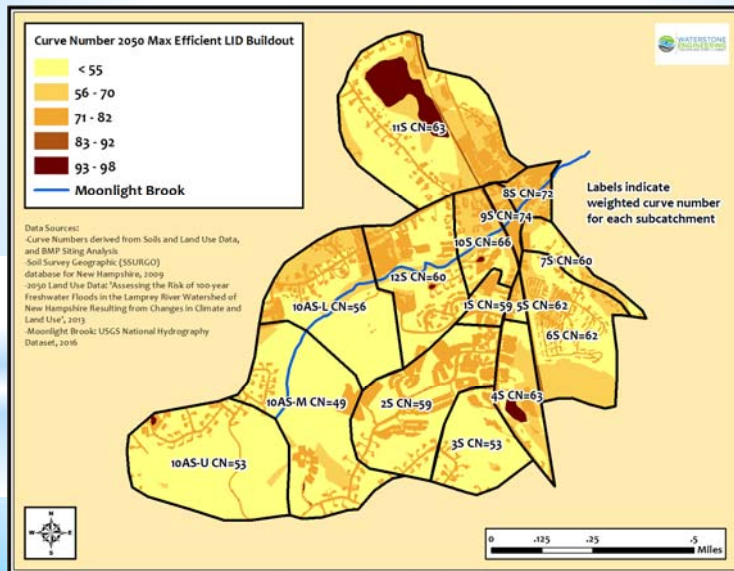 Curve Number 2050 Max Efficient LID Buildout
< 55
56 - 70
71 - 82
83 - 92
93 - 98
Moonlight Brook
WATERSTONE
ENGINEERING
Data Sources:
-Curve Numbers derived from Soils and Land Use Data,
and BMP Siting Analysis
-Soil Survey Geographic (SSURGO)
database for New Hampshire, 2009
-2050 Land Use Data: 'Assessing the Risk of 100-year
Freshwater Floods in the Lamprey River Watershed of
New Hampshire Resulting from Changes in Climate and
Land Use', 2013
-Moonlight Brook: USGS National Hydrography
Dataset, 2016
Labels indicate
weighted curve number
for each subcatchment
11S CN=63
8S CN=72
9S CN=74
10S CN=66
7S CN=60
12S CN=60
10AS-L CN=56
1S CN=59
5S CN=62
6S CN=62
10AS-M CN=49
2S CN=59
4S CN=63
3S CN=53
10AS-U CN=53
N
W
E
S
0 .125 .25 .5
Miles